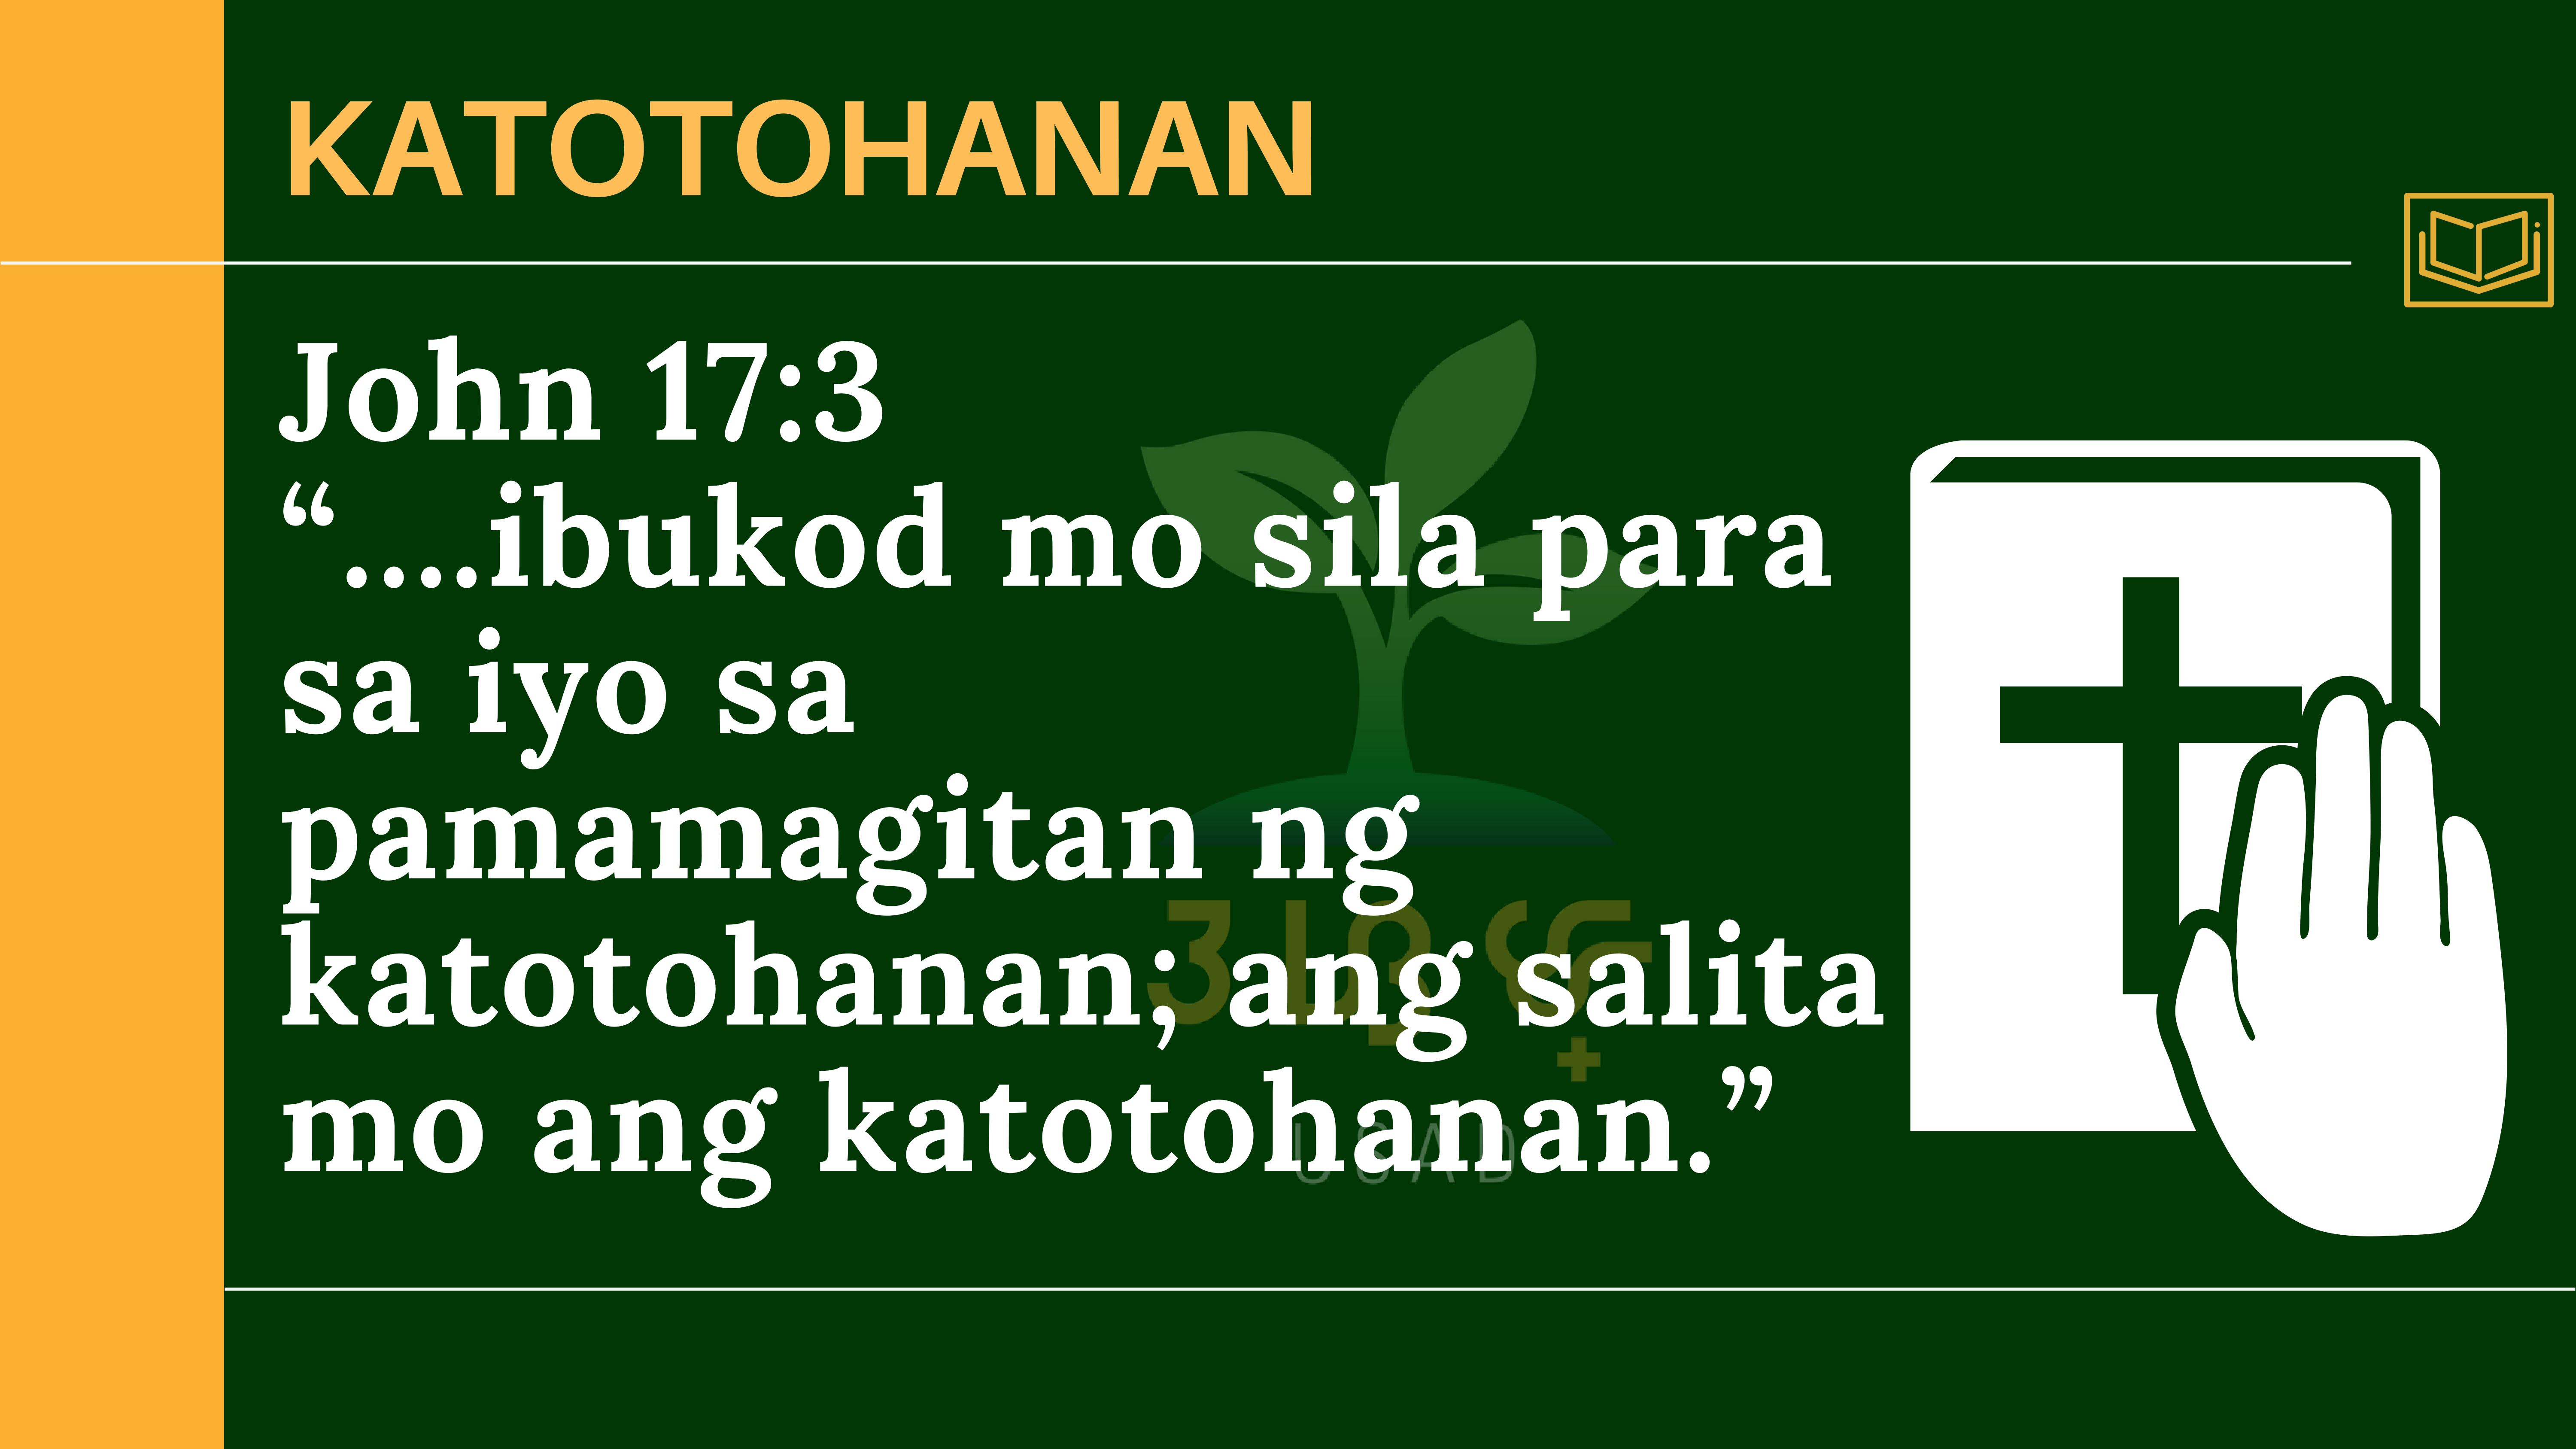 KATOTOHANAN
John 17:3
“....ibukod mo sila para
sa iyo sa
pamamagitan ng
katotohanan; ang salita
mo ang katotohanan.”
USAD